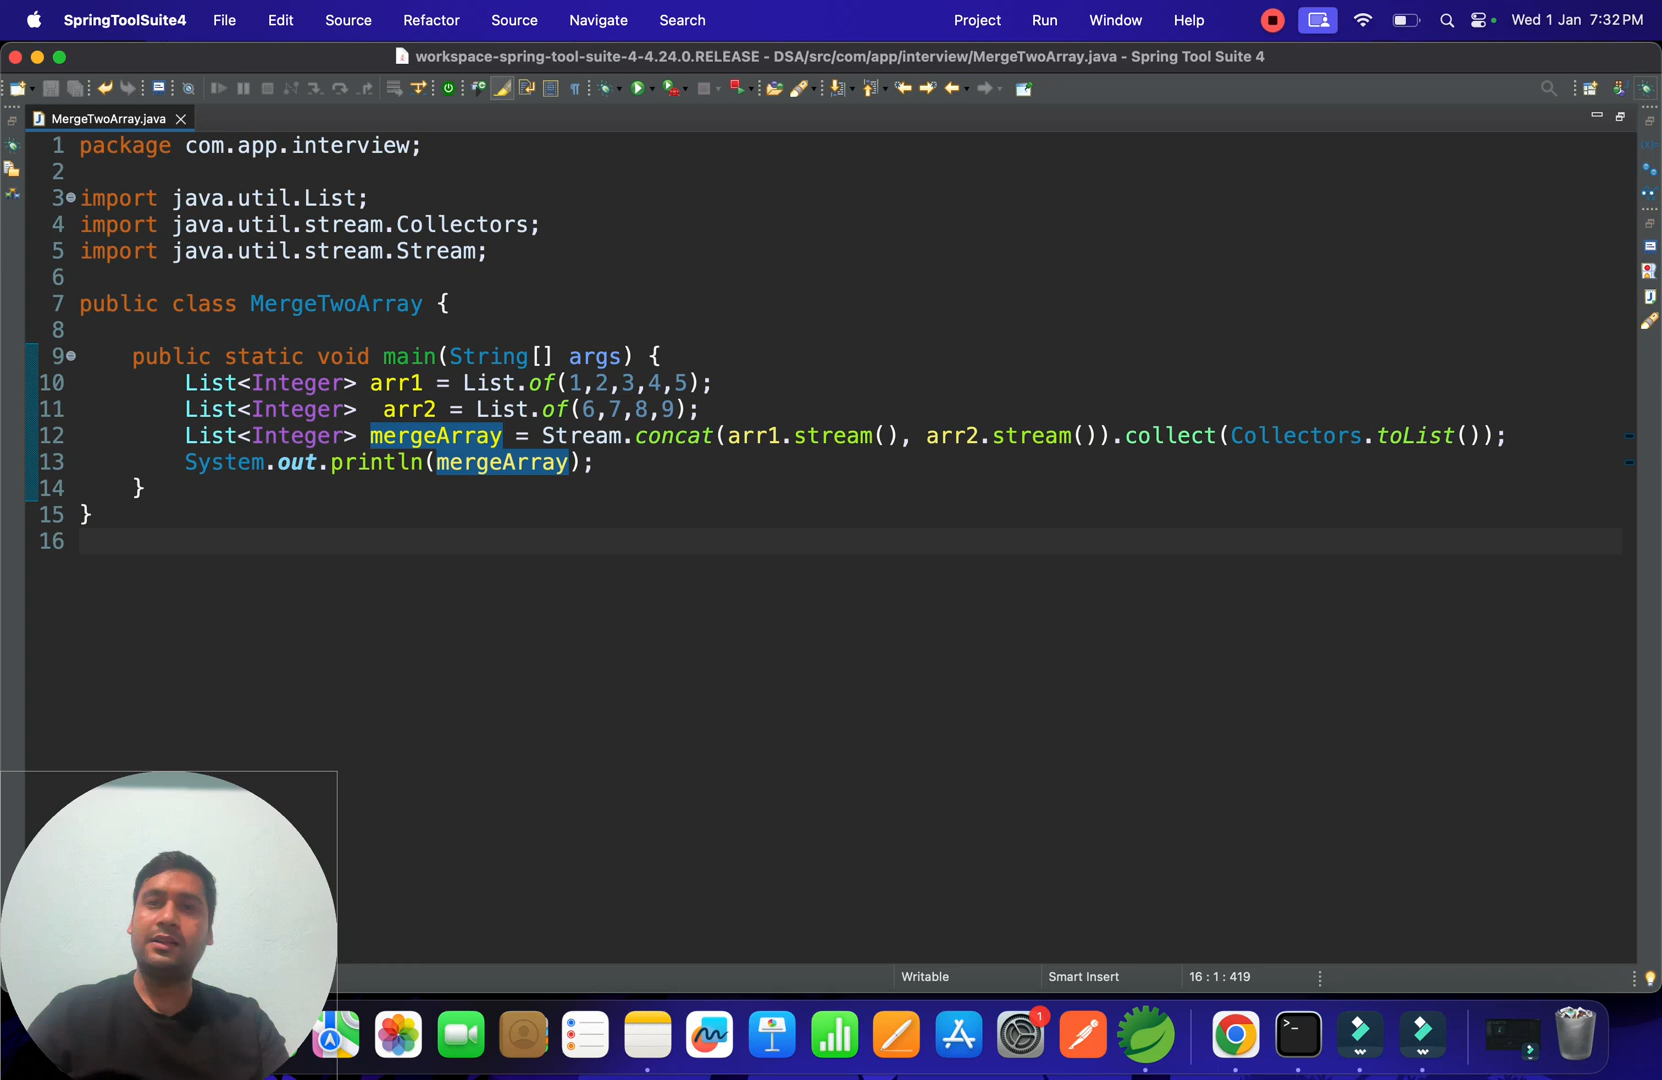 SpringToolSuite4 File Edit Source Refactor Source Navigate Search Project Run Window Help Wed 1 Jan 7:32 PM
workspace-spring-tool-suite-4-4.24.0.RELEASE - DSA/src/com/app/interview/MergeTwoArray.java - Spring Tool Suite 4
MergeTwoArray.java
1 package com.app.interview;
2
3 import java.util.List;
4 import java.util.stream.Collectors;
5 import java.util.stream.Stream;
6
7 public class MergeTwoArray {
8
9 public static void main(String[] args) {
10 List<Integer> arr1 = List.of(1,2,3,4,5);
11 List<Integer>  arr2 = List.of(6,7,8,9);
12 List<Integer> mergeArray = Stream.concat(arr1.stream(), arr2.stream()).collect(Collectors.toList());
13 System.out.println(mergeArray);
14 }
15 }
16
Writable Smart Insert 16 : 1 : 419
1